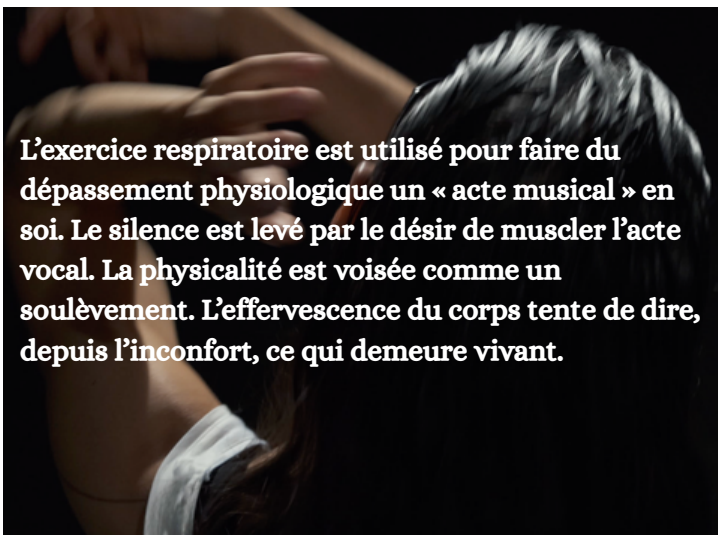 L’exercice respiratoire est utilisé pour faire du
dépassement physiologique un « acte musical » en
soi. Le silence est levé par le désir de muscler l’acte
vocal. La physicalité est voisée comme un
soulèvement. L’effervescence du corps tente de dire,
depuis l’inconfort, ce qui demeure vivant.